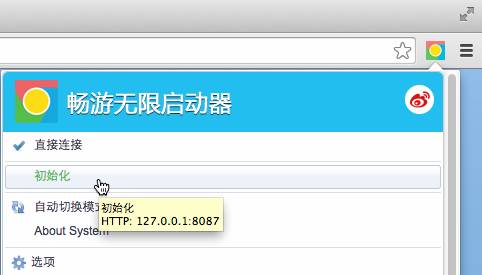 畅游无限启动器
直接连接
初始化
自动切换模式
初始化
HTTP: 127.0.0.1:8087
About System
选项